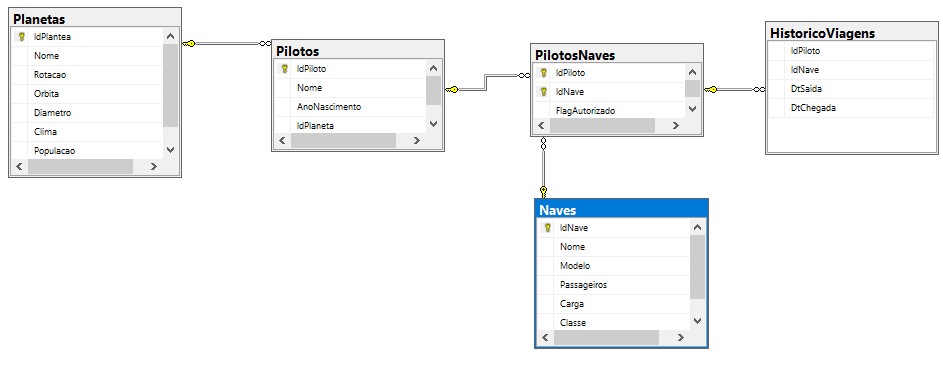 Planetas
IdPlantea
Nome
Rotacao
Orbita
Diametro
Clima
Populacao
Pilotos
IdPiloto
Nome
AnoNascimento
IdPlaneta
PilotosNaves
IdPiloto
IdNave
FlagAutorizado
HistoricoViagens
IdPiloto
IdNave
DtSaida
DtChegada
Naves
IdNave
Nome
Modelo
Passageiros
Carga
Classe